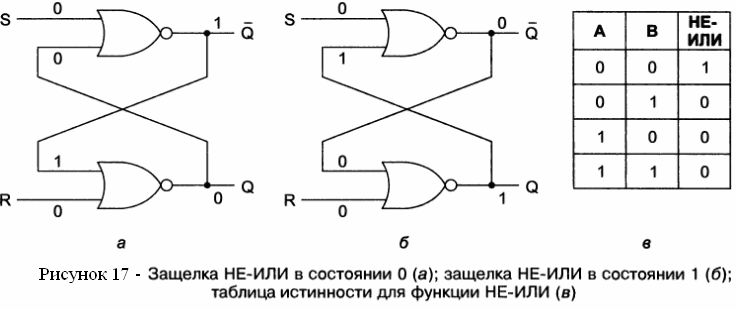 0 1
S Q̄
0
1
R Q
0 0
а
0 0
S Q̄
1
0
R Q
0 1
б
А В НЕ-ИЛИ
0 0 1
0 1 0
1 0 0
1 1 0
в
Рисунок 17 - Защелка НЕ-ИЛИ в состоянии 0 (а); защелка НЕ-ИЛИ в состоянии 1 (б);
таблица истинности для функции НЕ-ИЛИ (в)